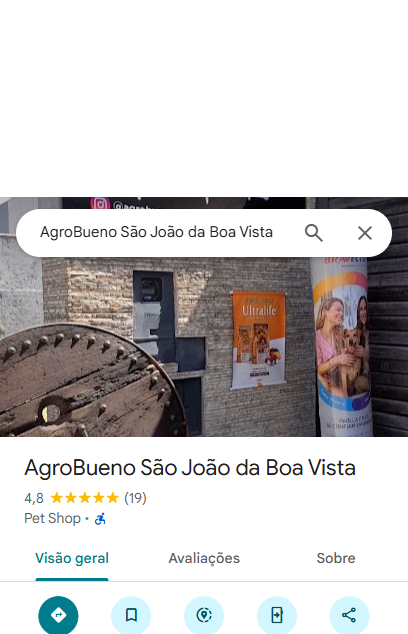 AgroBueno São João da Boa Vista
Ultralife
AgroBueno São João da Boa Vista
4,8 (19)
Pet Shop ·
Visão geral Avaliações Sobre